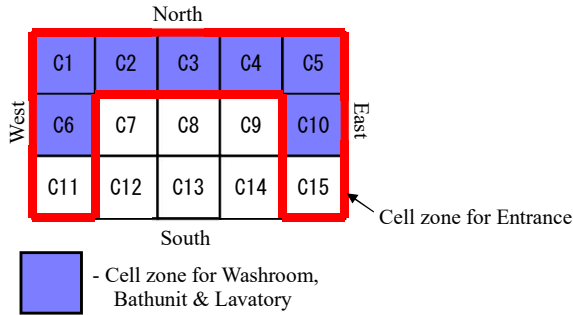 North
C1 C2 C3 C4 C5
West
East
C6 C7 C8 C9 C10
C11 C12 C13 C14 C15
Cell zone for Entrance
South
- Cell zone for Washroom,
Bathunit & Lavatory